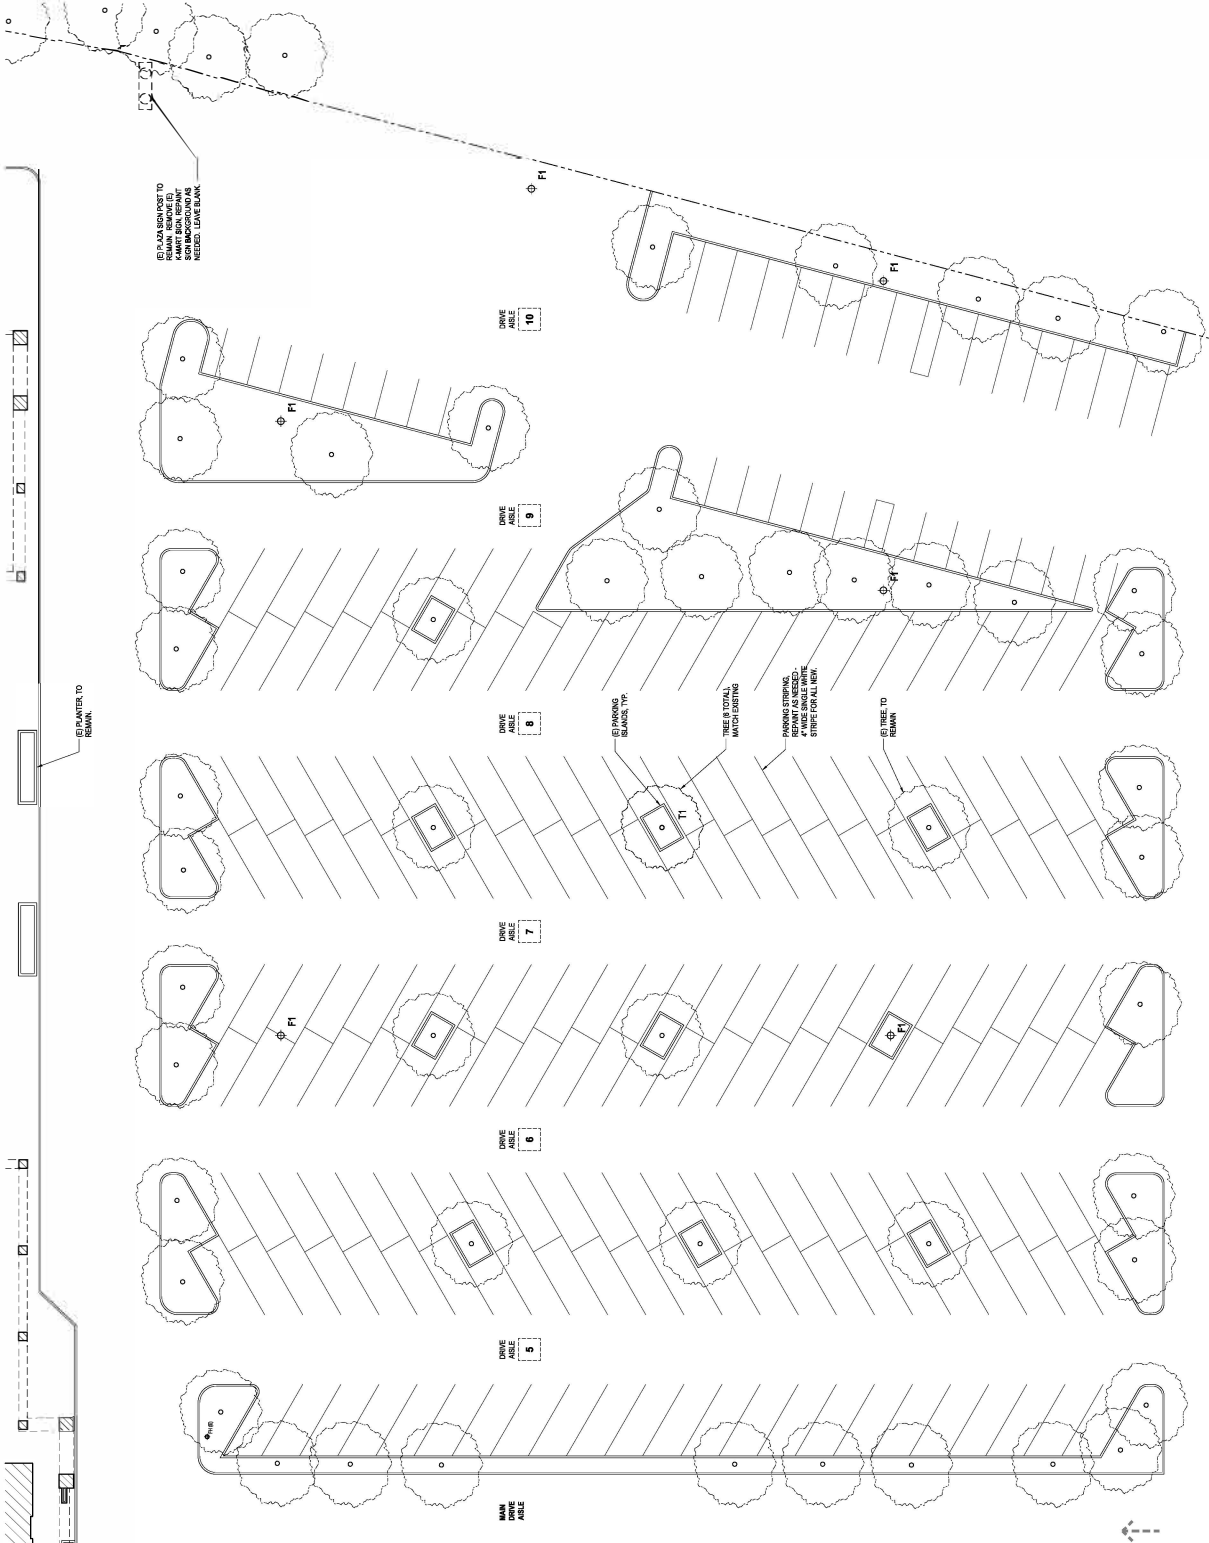 (E) PLAZA SIGN POST TO
REMAIN. REMOVE (E)
K-MART SIGN, REPAINT
SIGN BACKGROUND AS
NEEDED. LEAVE BLANK.
F1
F1
DRIVE
AISLE
10
F1
DRIVE
AISLE
9
F1
(E) PLANTER, TO
REMAIN.
DRIVE
AISLE
8
(E) PARKING
ISLANDS, TYP.
TREE (6 TOTAL),
MATCH EXISTING
PARKING STRIPING,
REPAINT AS NEEDED -
4" WIDE SINGLE WHITE
STRIPE FOR ALL NEW.
(E) TREE, TO
REMAIN
T1
DRIVE
AISLE
7
F1
F1
DRIVE
AISLE
6
DRIVE
AISLE
5
FH (E)
MAIN
DRIVE
AISLE